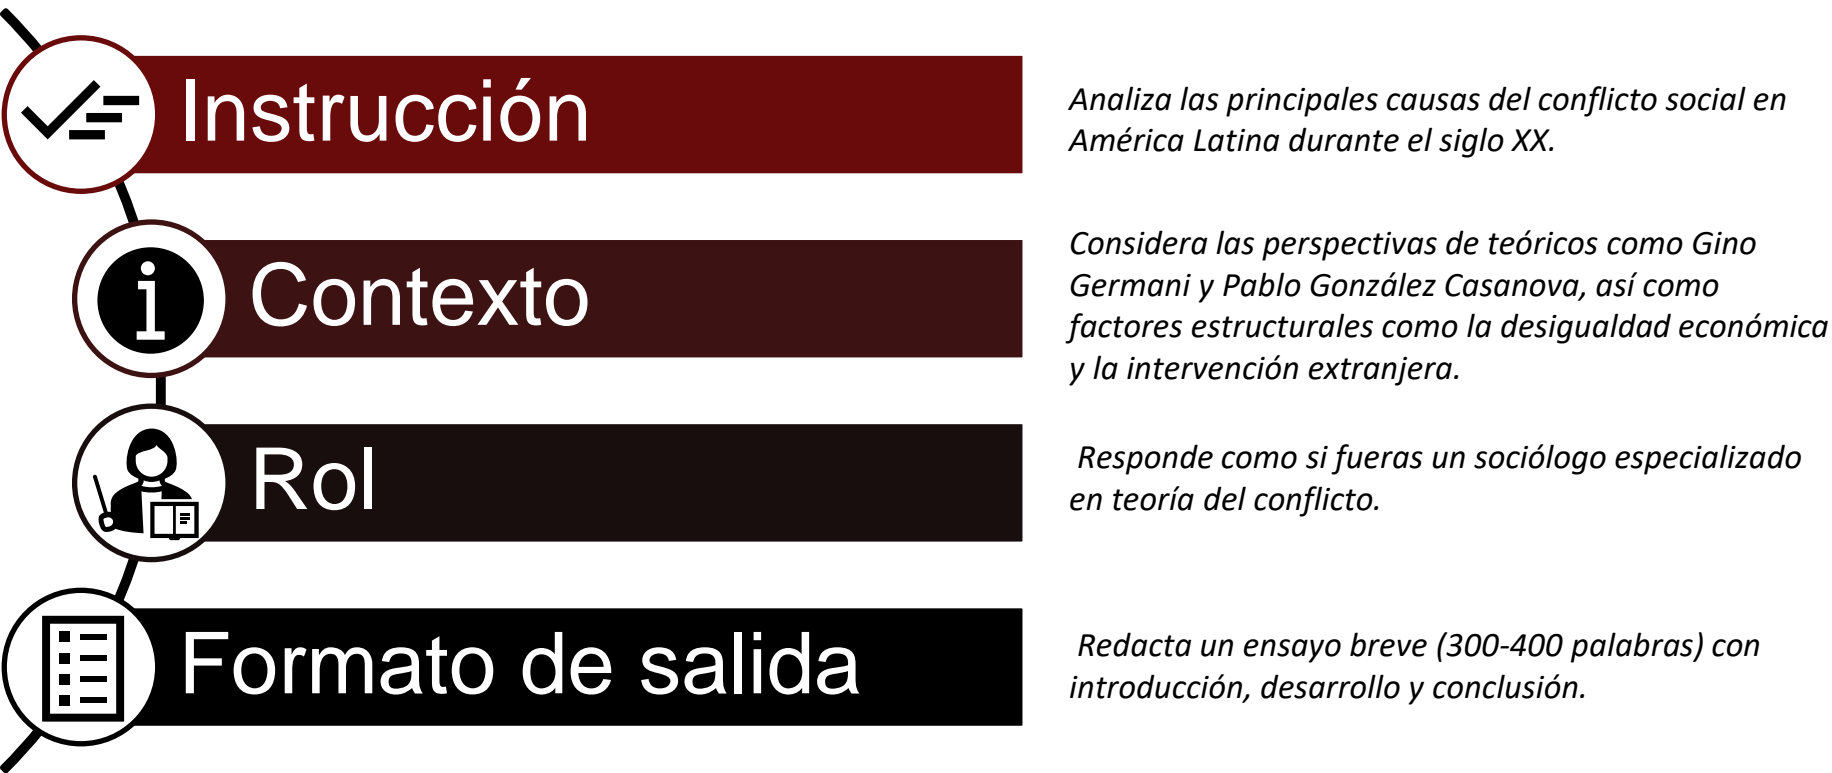 Instrucción
Analiza las principales causas del conflicto social en
América Latina durante el siglo XX.
Contexto
Considera las perspectivas de teóricos como Gino
Germani y Pablo González Casanova, así como
factores estructurales como la desigualdad económica
y la intervención extranjera.
Rol
Responde como si fueras un sociólogo especializado
en teoría del conflicto.
Formato de salida
Redacta un ensayo breve (300-400 palabras) con
introducción, desarrollo y conclusión.